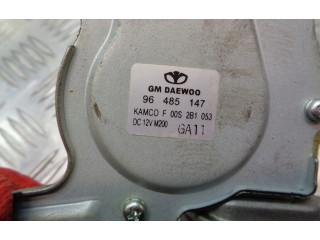 GM DAEWOO
96 485 147
KAMCO F 00S 2B1 053
DC 12V M200 GA11